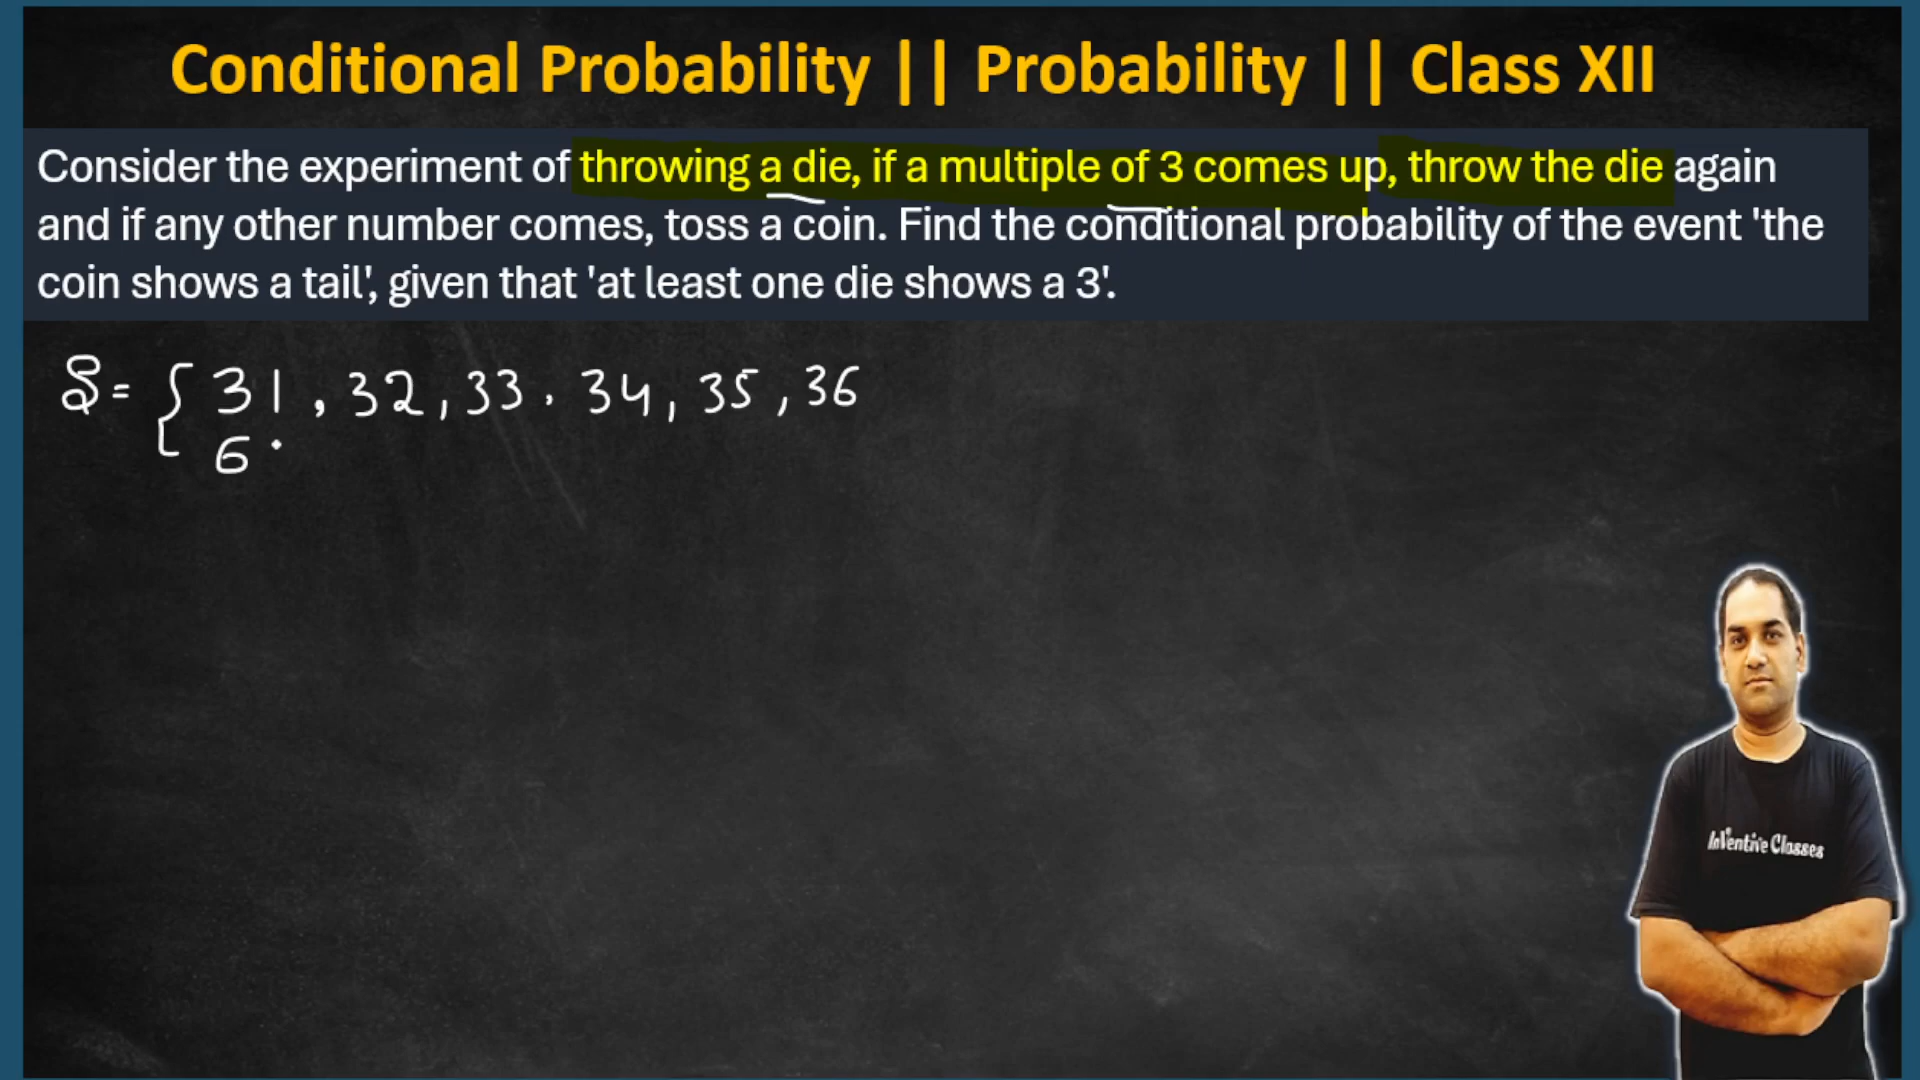 Conditional Probability || Probability || Class XII
Consider the experiment of throwing a die, if a multiple of 3 comes up, throw the die again
and if any other number comes, toss a coin. Find the conditional probability of the event 'the
coin shows a tail', given that 'at least one die shows a 3'.
S = { 31, 32, 33, 34, 35, 36
6
Inventive Classes